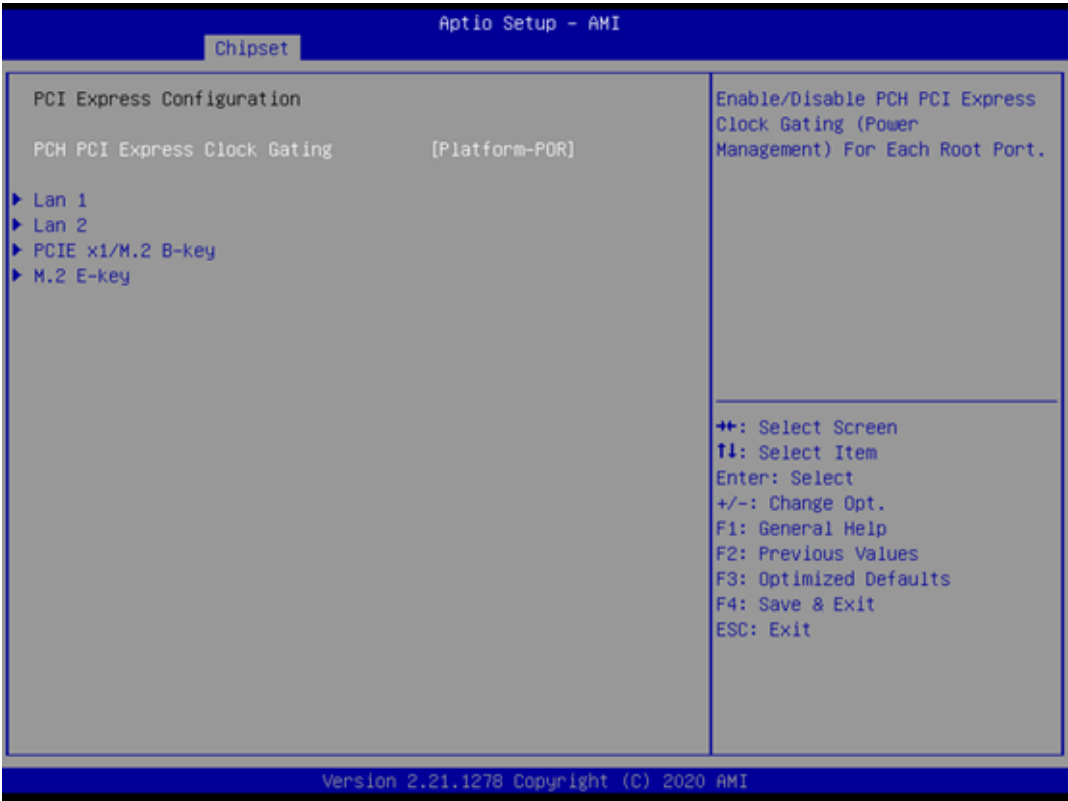 Aptio Setup – AMI
Chipset
PCI Express Configuration
PCH PCI Express Clock Gating [Platform-POR]
Lan 1
Lan 2
PCIE x1/M.2 B-key
M.2 E-key
Enable/Disable PCH PCI Express
Clock Gating (Power
Management) For Each Root Port.
→←: Select Screen
↑↓: Select Item
Enter: Select
+/-: Change Opt.
F1: General Help
F2: Previous Values
F3: Optimized Defaults
F4: Save & Exit
ESC: Exit
Version 2.21.1278 Copyright (C) 2020 AMI